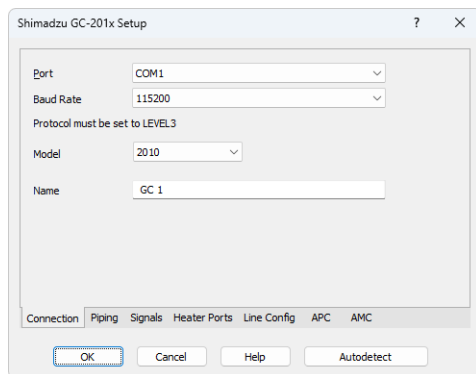 Shimadzu GC-201x Setup ? ×
Port COM1
Baud Rate 115200
Protocol must be set to LEVEL3
Model 2010
Name GC 1
Connection Piping Signals Heater Ports Line Config APC AMC
OK Cancel Help Autodetect